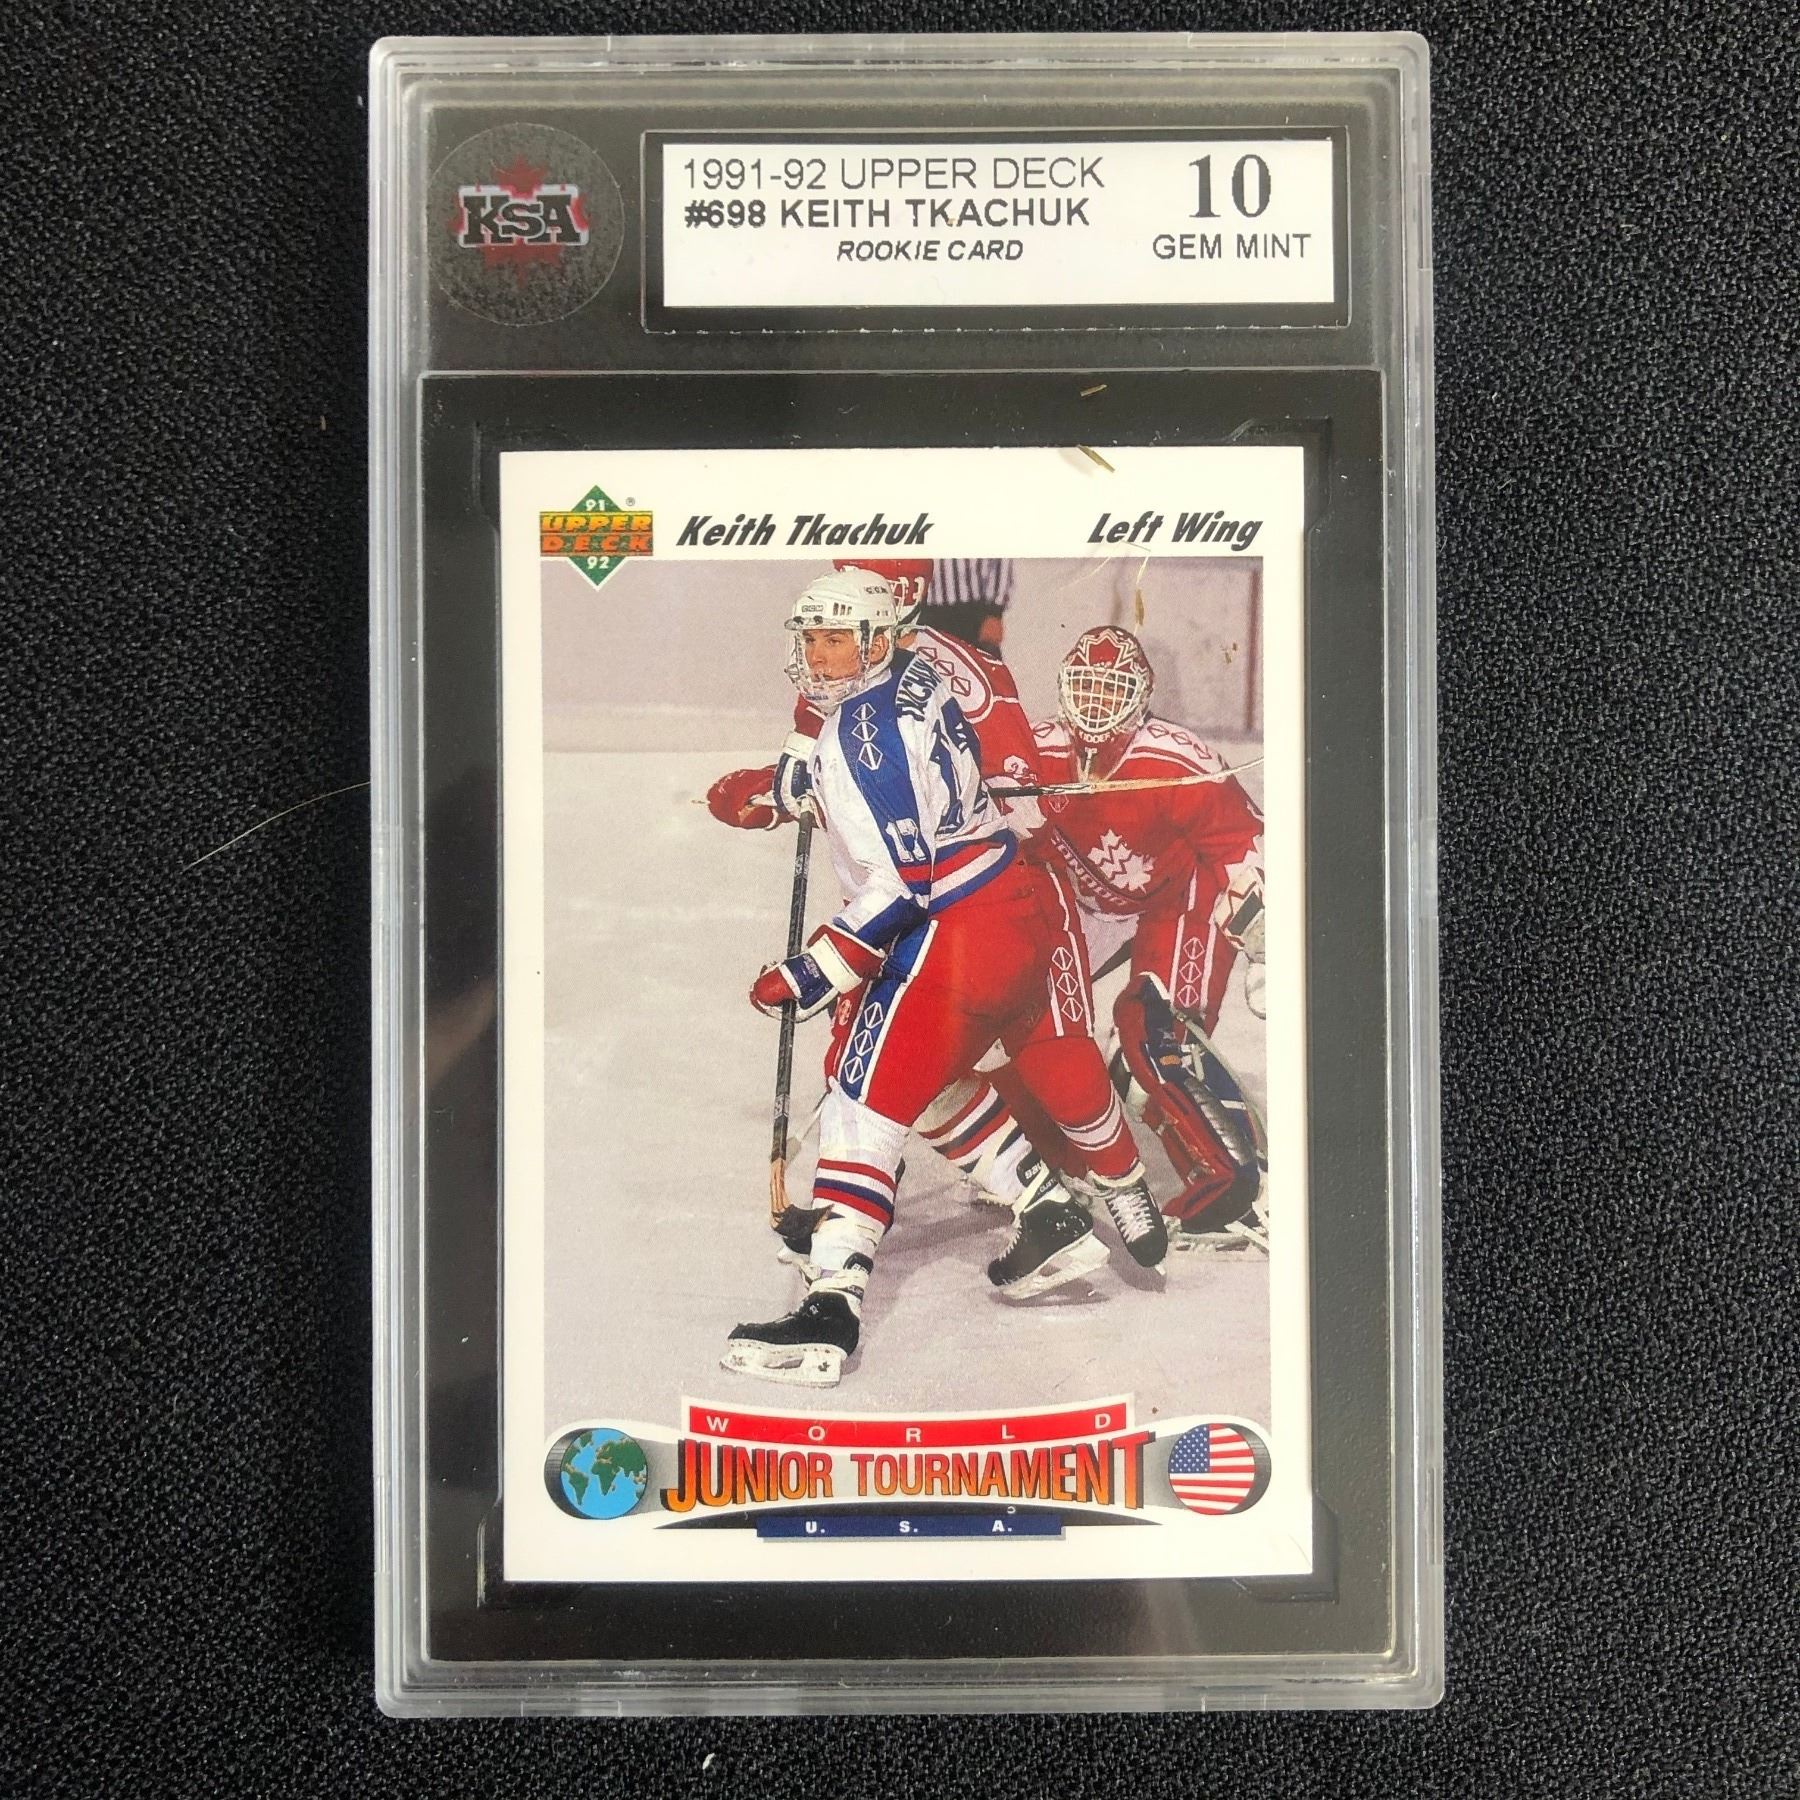 KSA
1991-92 UPPER DECK
#698 KEITH TKACHUK
ROOKIE CARD
10
GEM MINT
91
UPPER
DECK
92
®
Keith Tkachuk
Left Wing
17
WORLD
JUNIOR TOURNAMENT
U. S. A.